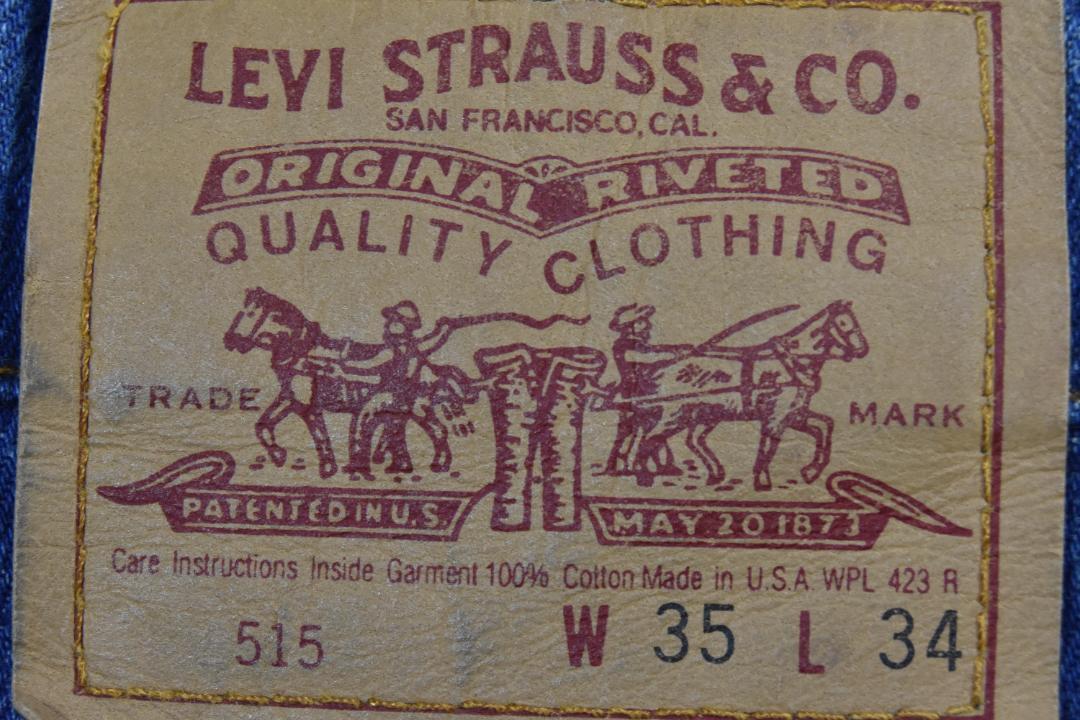 LEVI STRAUSS & CO.
SAN FRANCISCO, CAL.
ORIGINAL RIVETED
QUALITY CLOTHING
TRADE MARK
PATENTED IN U.S. MAY 20 1873
Care Instructions Inside Garment 100% Cotton Made in U.S.A. WPL 423 R
515 W 35 L 34